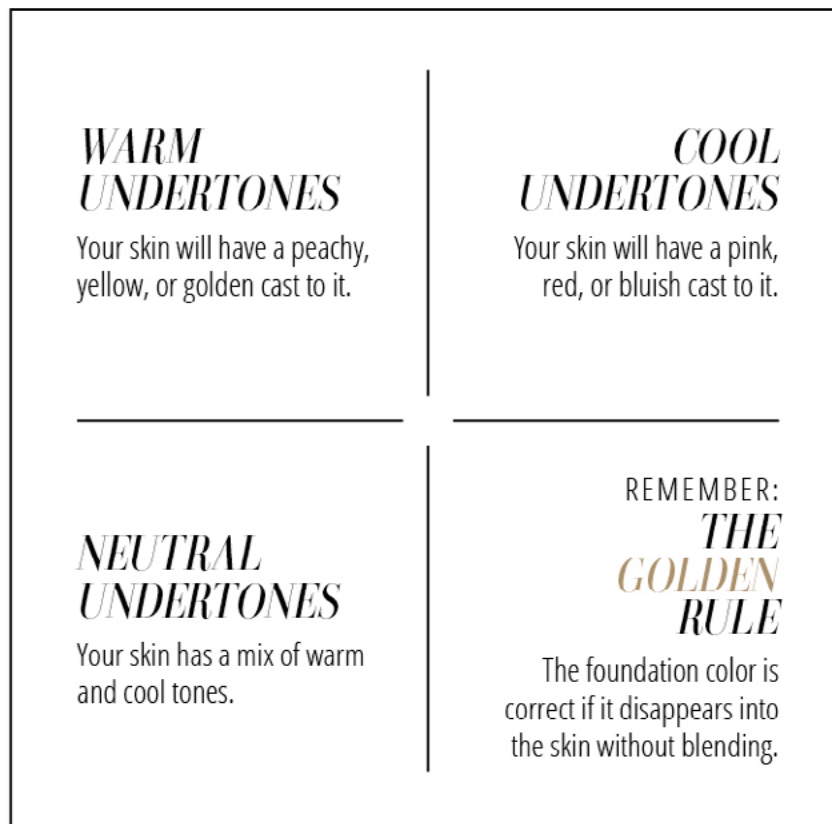 WARM
UNDERTONES
Your skin will have a peachy,
yellow, or golden cast to it.
COOL
UNDERTONES
Your skin will have a pink,
red, or bluish cast to it.
NEUTRAL
UNDERTONES
Your skin has a mix of warm
and cool tones.
REMEMBER:
THE
GOLDEN
RULE
The foundation color is
correct if it disappears into
the skin without blending.